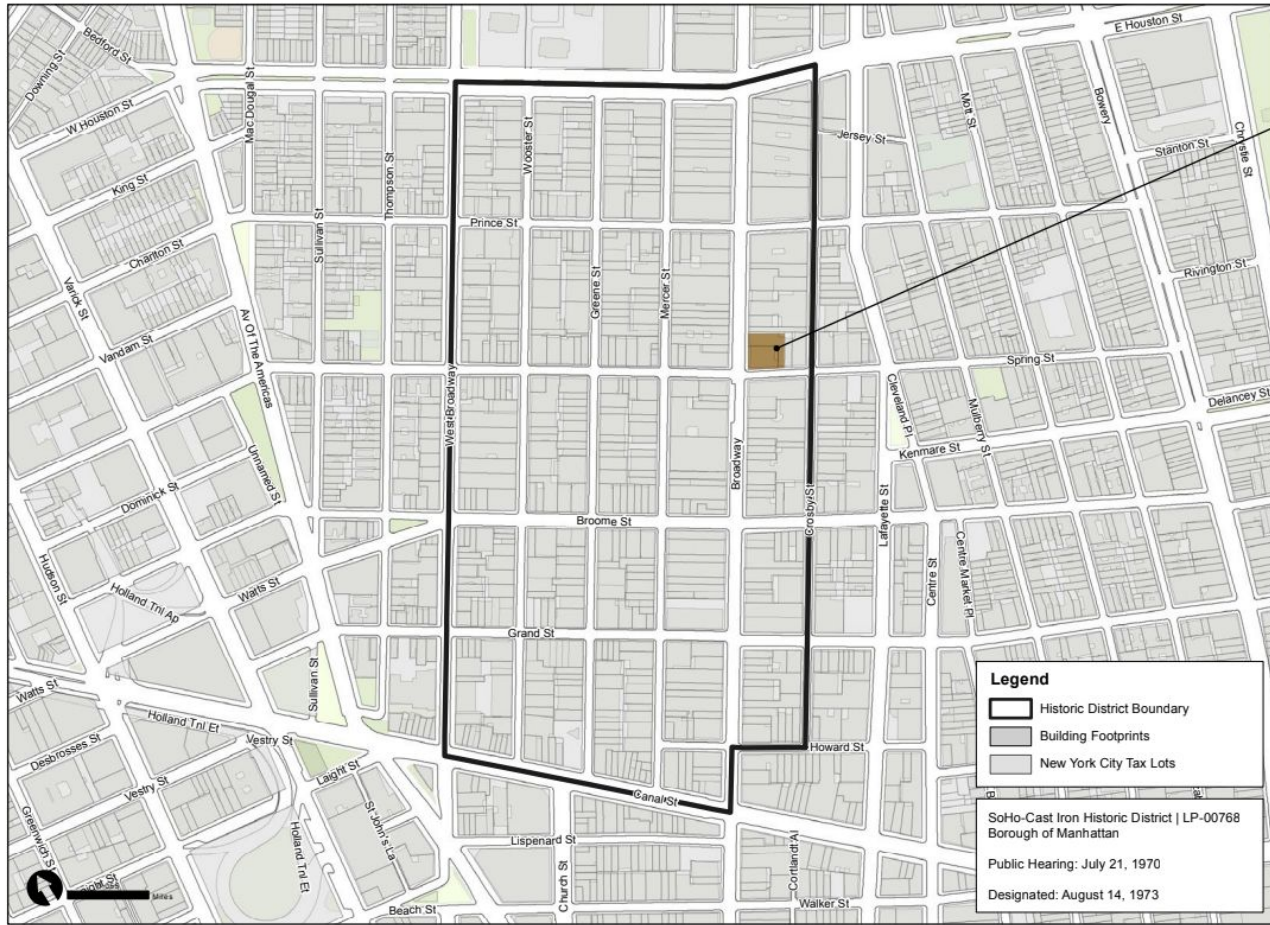 Bedford St
Downing St
W Houston St
MacDougal St
E Houston St
Bowery
Mott St
Jersey St
Stanton St
Christie St
King St
Thompson St
Wooster St
Sullivan St
Prince St
Charlton St
Varick St
Greene St
Mercer St
Rivington St
Vandam St
Av Of The Americas
Spring St
Cleveland Pl
Mulberry St
Delancey St
West Broadway
Broadway
Kenmare St
Unnamed St
Dominick St
Broome St
Crosby St
Lafayette St
Centre St
Centre Market Pl
Hudson St
Holland Tnl Ap
Watts St
Grand St
Watts St
Sullivan St
Holland Tnl Et
Vestry St
Howard St
Desbrosses St
Laight St
Vestry St
Canal St
St John's La
Greenwich St
Holland Tnl Et
Lispenard St
Church St
Cortlandt Al
Beach St
Walker St
Miles
Legend
Historic District Boundary
Building Footprints
New York City Tax Lots
SoHo-Cast Iron Historic District | LP-00768
Borough of Manhattan
Public Hearing: July 21, 1970
Designated: August 14, 1973